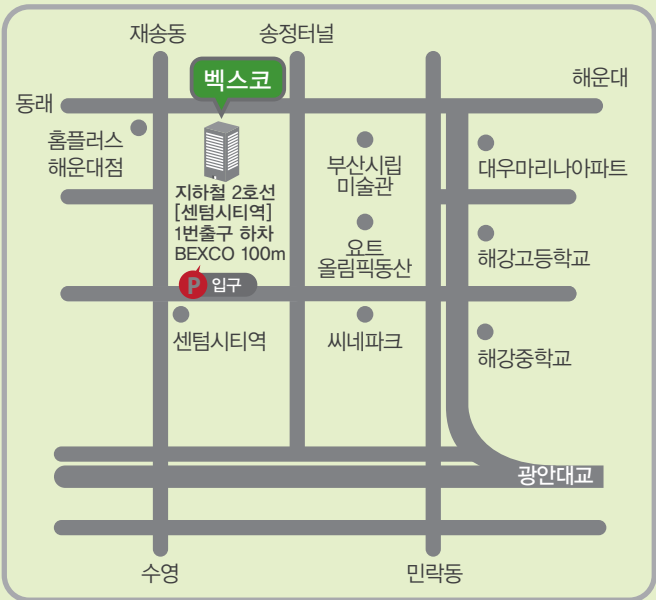 재송동
송정터널
벡스코
해운대
동래
홈플러스
해운대점
부산시립
미술관
대우마리나아파트
지하철 2호선
[센텀시티역]
1번출구 하차
BEXCO 100m
요트
올림픽동산
해강고등학교
P 입구
센텀시티역
씨네파크
해강중학교
광안대교
수영
민락동